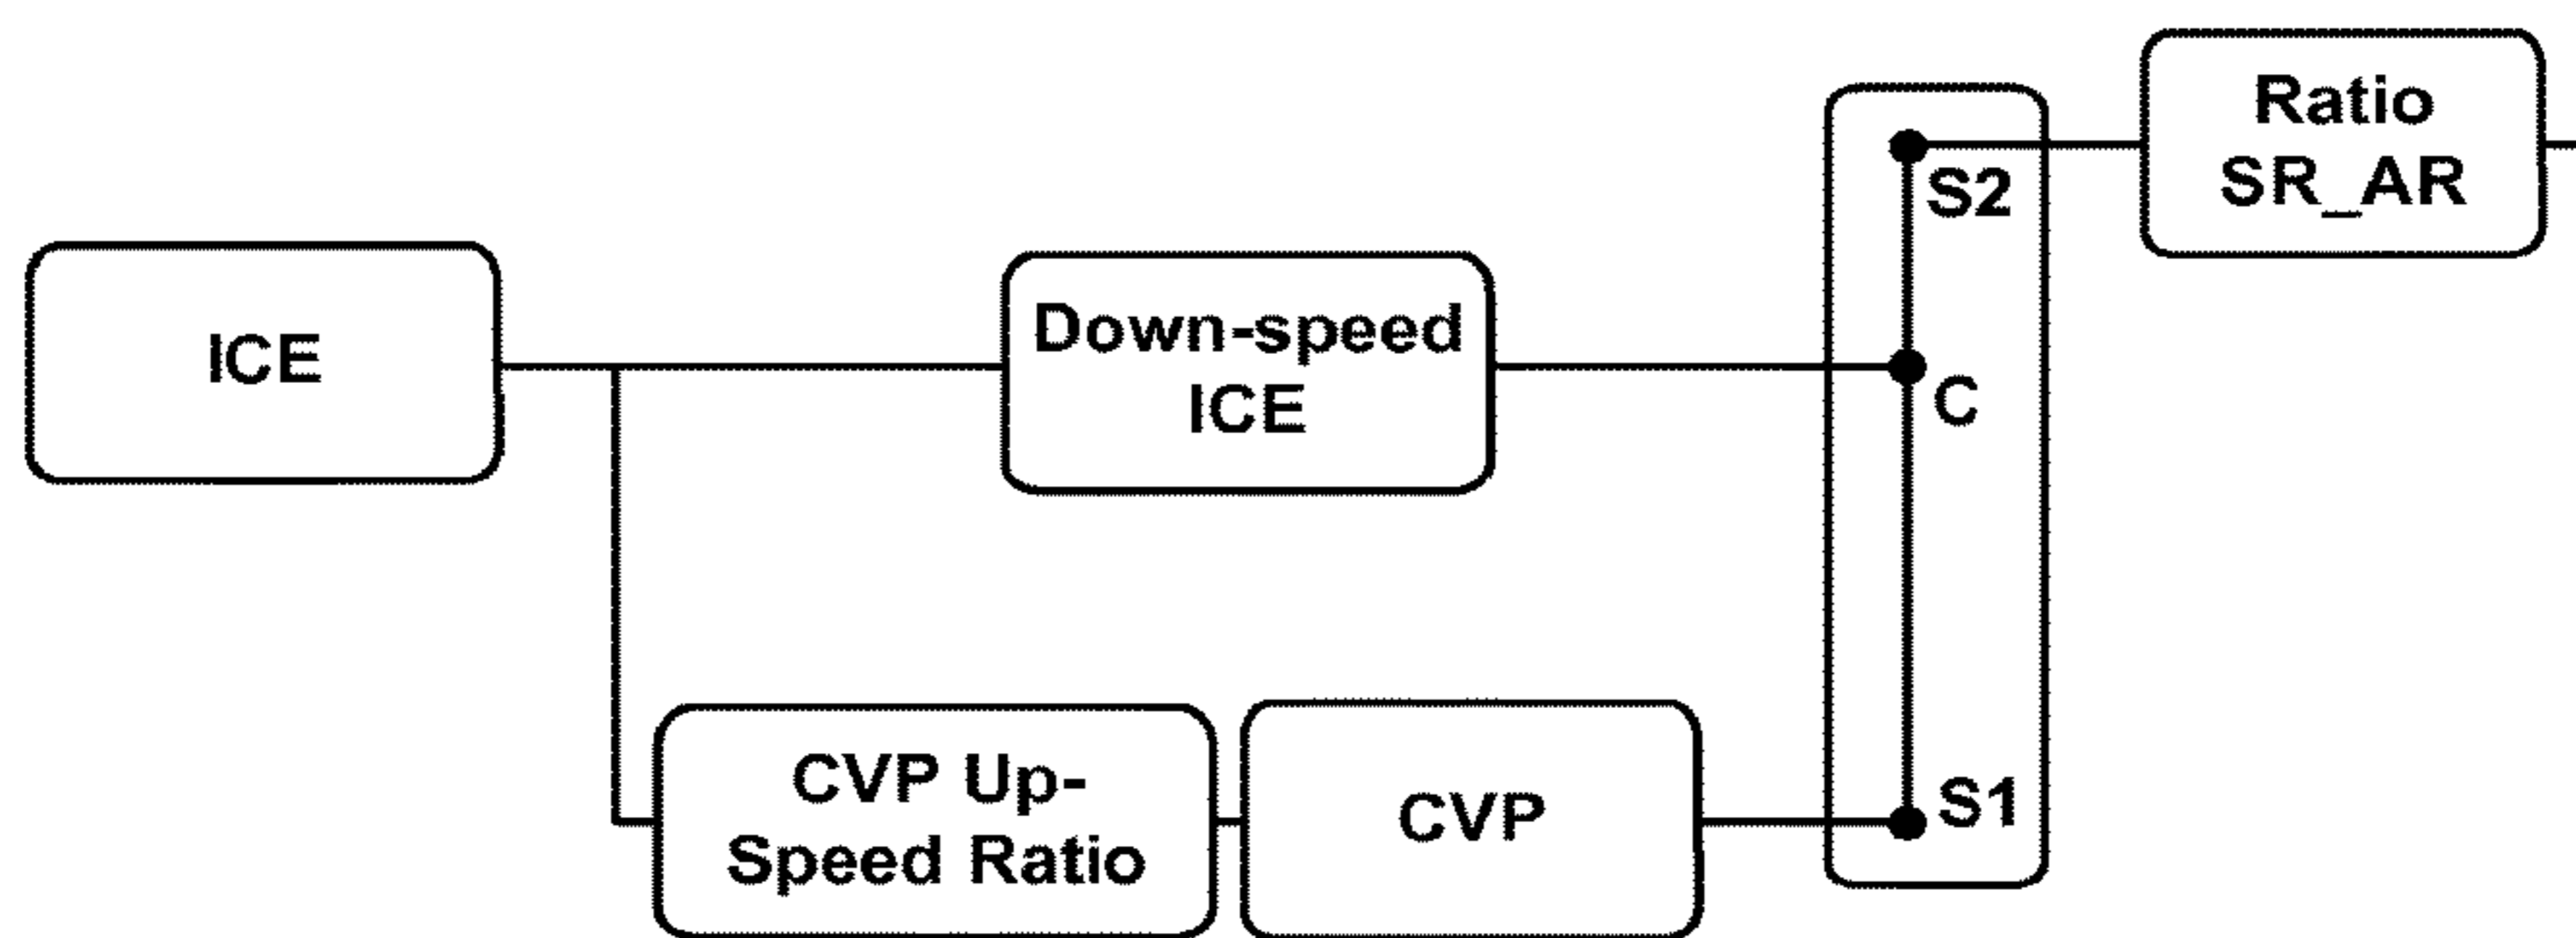 ICE
Down-speed
ICE
CVP Up-
Speed Ratio
CVP
S2
C
S1
Ratio
SR_AR